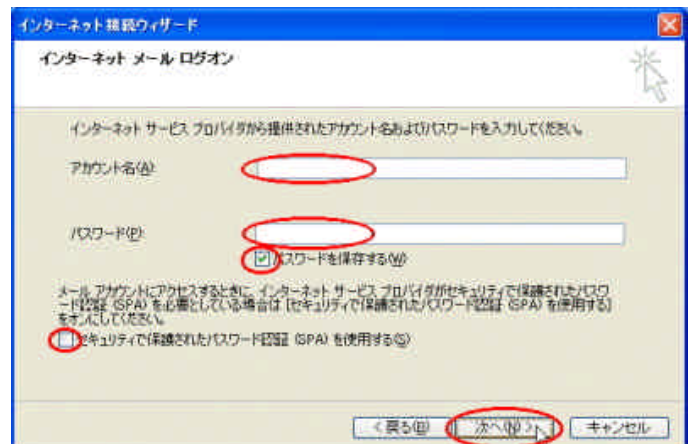 インターネット接続ウィザード
インターネット メール ログオン
インターネット サービス プロバイダから提供されたアカウント名およびパスワードを入力してください。
アカウント名(A):
パスワード(P):
パスワードを保存する(W)
メール アカウントにアクセスするときに、インターネット サービス プロバイダがセキュリティで保護されたパスワ
ード認証 (SPA) を必要としている場合は [セキュリティで保護されたパスワード認証 (SPA) を使用する]
をオンにしてください。
セキュリティで保護されたパスワード認証 (SPA) を使用する(S)
< 戻る(B) 次へ(N) > キャンセル